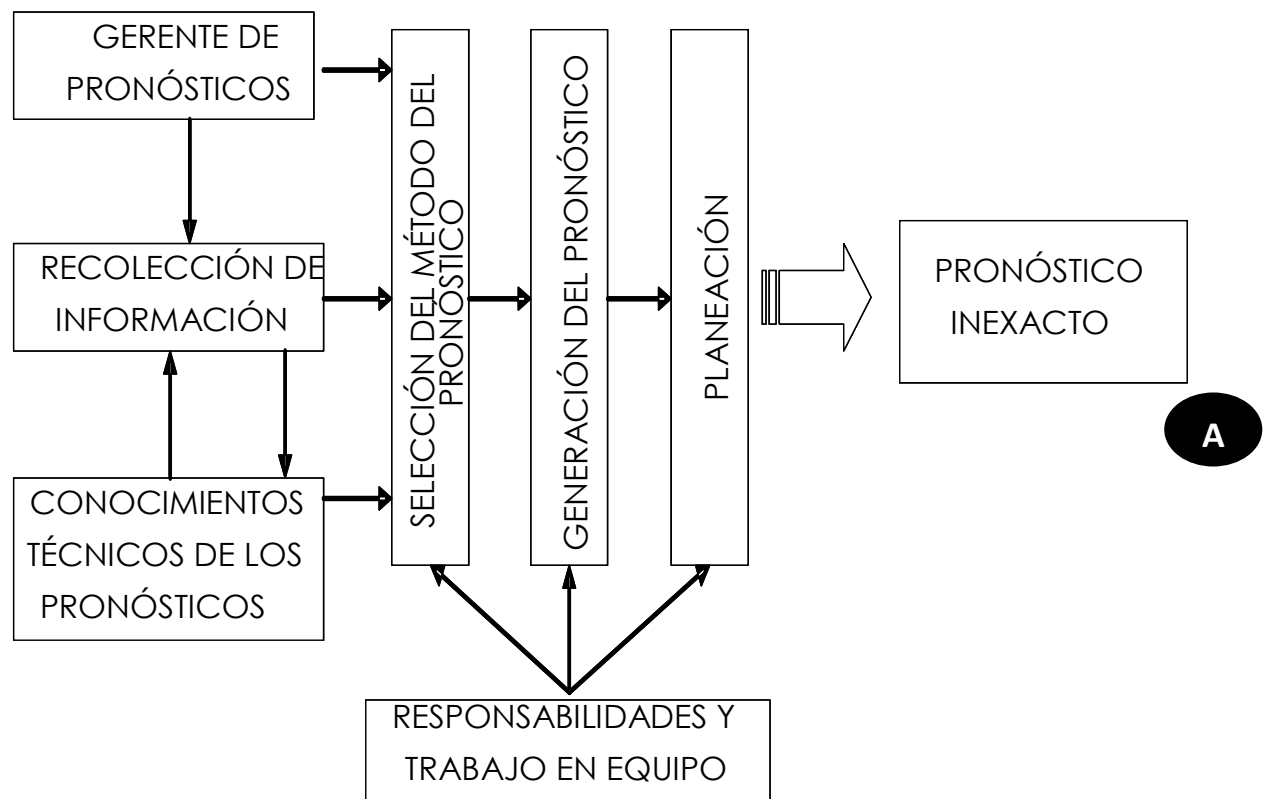 GERENTE DE
PRONÓSTICOS
RECOLECCIÓN DE
INFORMACIÓN
CONOCIMIENTOS
TÉCNICOS DE LOS
PRONÓSTICOS
SELECCIÓN DEL MÉTODO DEL
PRONÓSTICO
GENERACIÓN DEL PRONÓSTICO
PLANEACIÓN
PRONÓSTICO
INEXACTO
A
RESPONSABILIDADES Y
TRABAJO EN EQUIPO